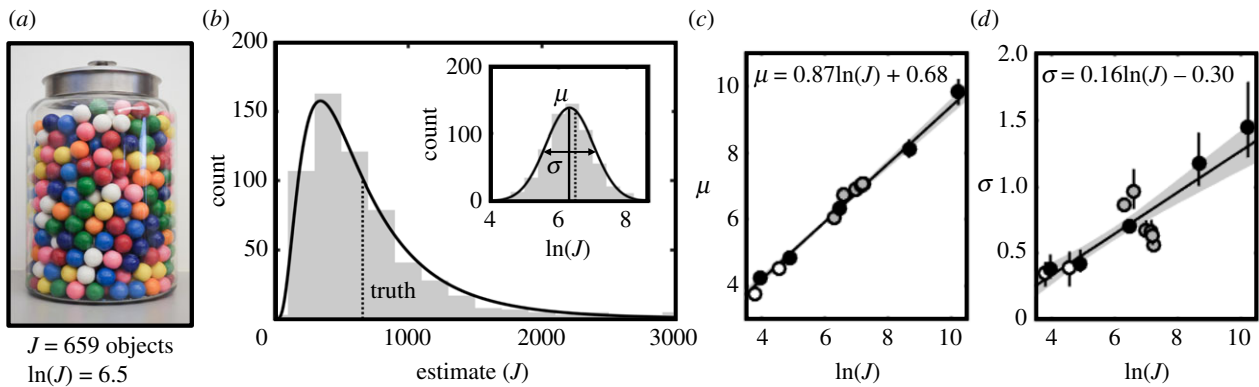 (a)
J = 659 objects
ln(J) = 6.5
(b)
200
150
100
50
0
1000
2000
3000
count
estimate (J)
truth
200
100
0
4
6
8
count
ln(J)
μ
σ
(c)
μ = 0.87ln(J) + 0.68
10
8
6
4
μ
4
6
8
10
ln(J)
(d)
2.0
σ = 0.16ln(J) – 0.30
1.5
1.0
0.5
0
σ
4
6
8
10
ln(J)